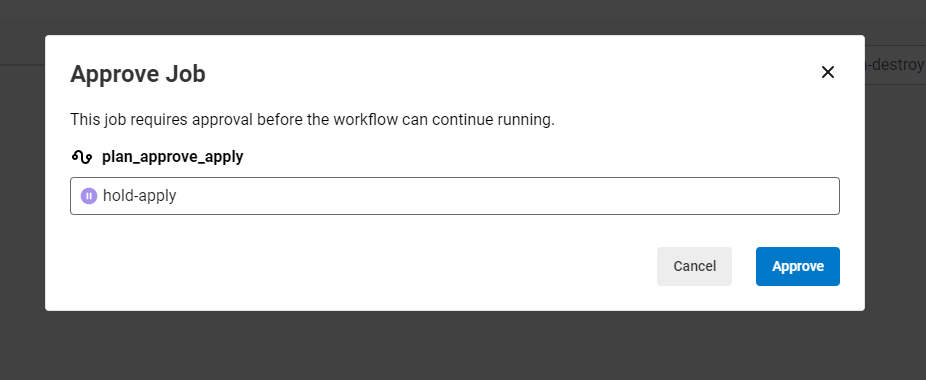 Approve Job
-destroy
This job requires approval before the workflow can continue running.
plan_approve_apply
hold-apply
Cancel
Approve